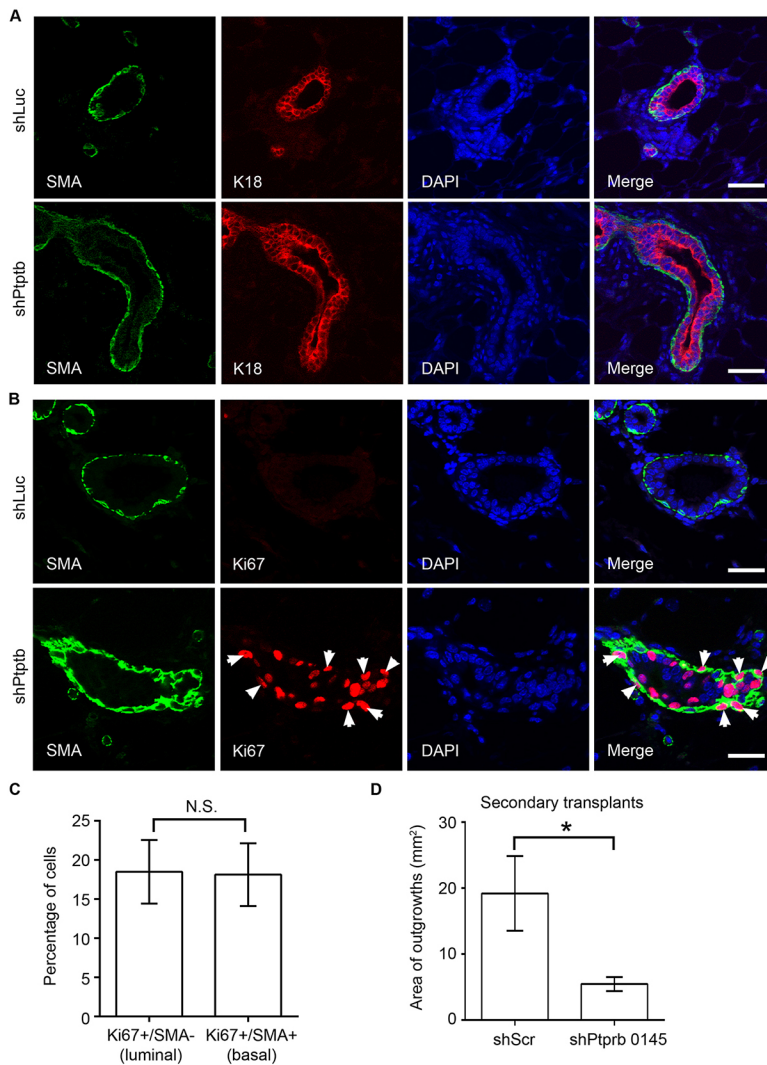 A
shLuc
SMA
K18
DAPI
Merge
shPtptb
SMA
K18
DAPI
Merge
B
shLuc
SMA
Ki67
DAPI
Merge
shPtptb
SMA
Ki67
DAPI
Merge
C
N.S.
Percentage of cells
25
20
15
10
5
0
Ki67+/SMA-
(luminal)
Ki67+/SMA+
(basal)
D
Secondary transplants
*
Area of outgrowths (mm²)
30
20
10
0
shScr
shPtprb 0145